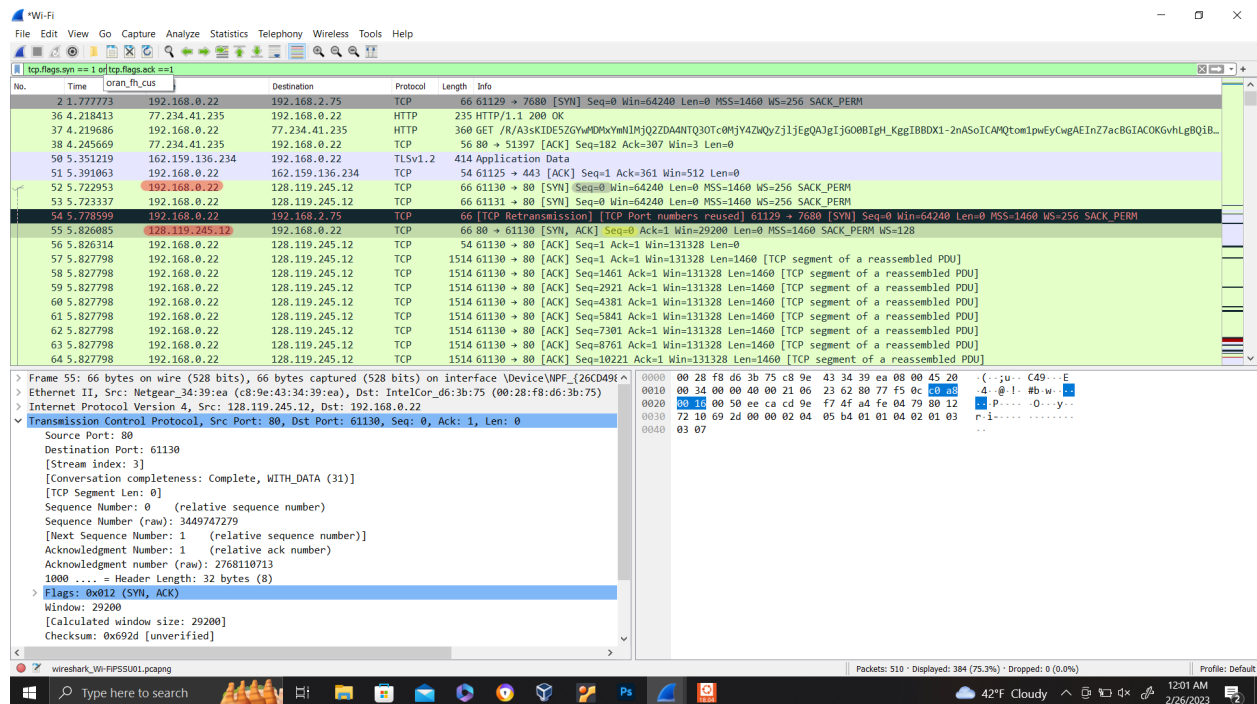 *Wi-Fi
File Edit View Go Capture Analyze Statistics Telephony Wireless Tools Help
tcp.flags.syn == 1 or tcp.flags.ack ==1
oran_fh_cus
No. Time Destination Protocol Length Info
2 1.777773 192.168.0.22 192.168.2.75 TCP 66 61129 → 7680 [SYN] Seq=0 Win=64240 Len=0 MSS=1460 WS=256 SACK_PERM
36 4.218413 77.234.41.235 192.168.0.22 HTTP 235 HTTP/1.1 200 OK
37 4.219686 192.168.0.22 77.234.41.235 HTTP 360 GET
38 4.245669 77.234.41.235 192.168.0.22 TCP 56 80 → 51397 [ACK] Seq=182 Ack=307 Win=3 Len=0
50 5.351219 162.159.136.234 192.168.0.22 TLSv1.2 414 Application Data
51 5.391063 192.168.0.22 162.159.136.234 TCP 54 61125 → 443 [ACK] Seq=1 Ack=361 Win=512 Len=0
52 5.722953 192.168.0.22 128.119.245.12 TCP 66 61130 → 80 [SYN] Seq=0 Win=64240 Len=0 MSS=1460 WS=256 SACK_PERM
53 5.723337 192.168.0.22 128.119.245.12 TCP 66 61131 → 80 [SYN] Seq=0 Win=64240 Len=0 MSS=1460 WS=256 SACK_PERM
54 5.778599 192.168.0.22 192.168.2.75 TCP 66 [TCP Retransmission] [TCP Port numbers reused] 61129 → 7680 [SYN] Seq=0 Win=64240 Len=0 MSS=1460 WS=256 SACK_PERM
55 5.826085 128.119.245.12 192.168.0.22 TCP 66 80 → 61130 [SYN, ACK] Seq=0 Ack=1 Win=29200 Len=0 MSS=1460 SACK_PERM WS=128
56 5.826314 192.168.0.22 128.119.245.12 TCP 54 61130 → 80 [ACK] Seq=1 Ack=1 Win=131328 Len=0
57 5.827798 192.168.0.22 128.119.245.12 TCP 1514 61130 → 80 [ACK] Seq=1 Ack=1 Win=131328 Len=1460 [TCP segment of a reassembled PDU]
58 5.827798 192.168.0.22 128.119.245.12 TCP 1514 61130 → 80 [ACK] Seq=1461 Ack=1 Win=131328 Len=1460 [TCP segment of a reassembled PDU]
59 5.827798 192.168.0.22 128.119.245.12 TCP 1514 61130 → 80 [ACK] Seq=2921 Ack=1 Win=131328 Len=1460 [TCP segment of a reassembled PDU]
60 5.827798 192.168.0.22 128.119.245.12 TCP 1514 61130 → 80 [ACK] Seq=4381 Ack=1 Win=131328 Len=1460 [TCP segment of a reassembled PDU]
61 5.827798 192.168.0.22 128.119.245.12 TCP 1514 61130 → 80 [ACK] Seq=5841 Ack=1 Win=131328 Len=1460 [TCP segment of a reassembled PDU]
62 5.827798 192.168.0.22 128.119.245.12 TCP 1514 61130 → 80 [ACK] Seq=7301 Ack=1 Win=131328 Len=1460 [TCP segment of a reassembled PDU]
63 5.827798 192.168.0.22 128.119.245.12 TCP 1514 61130 → 80 [ACK] Seq=8761 Ack=1 Win=131328 Len=1460 [TCP segment of a reassembled PDU]
64 5.827798 192.168.0.22 128.119.245.12 TCP 1514 61130 → 80 [ACK] Seq=10221 Ack=1 Win=131328 Len=1460 [TCP segment of a reassembled PDU]
Frame 55: 66 bytes on wire (528 bits), 66 bytes captured (528 bits) on interface \Device\NPF_{26CD498
Ethernet II, Src: Netgear_34:39:ea (c8:9e:43:34:39:ea), Dst: IntelCor_d6:3b:75 (00:28:f8:d6:3b:75)
Internet Protocol Version 4, Src: 128.119.245.12, Dst: 192.168.0.22
Transmission Control Protocol, Src Port: 80, Dst Port: 61130, Seq: 0, Ack: 1, Len: 0
Source Port: 80
Destination Port: 61130
[Stream index: 3]
[Conversation completeness: Complete, WITH_DATA (31)]
[TCP Segment Len: 0]
Sequence Number: 0 (relative sequence number)
Sequence Number (raw): 3449747279
[Next Sequence Number: 1 (relative sequence number)]
Acknowledgment Number: 1 (relative ack number)
Acknowledgment number (raw): 2768110713
1000 .... = Header Length: 32 bytes (8)
Flags: 0x012 (SYN, ACK)
Window: 29200
[Calculated window size: 29200]
Checksum: 0x692d [unverified]
0000 00 28 f8 d6 3b 75 c8 9e 43 34 39 ea 08 00 45 20 ·(··;u·· C49···E
0010 00 34 00 00 40 00 21 06 23 62 80 77 f5 0c c0 a8 ·4··@·!· #b·w····
0020 00 16 00 50 ee ca cd 9e f7 4f a4 fe 04 79 80 12 ···P···· ·O···y··
0030 72 10 69 2d 00 00 02 04 05 b4 01 01 04 02 01 03 r·i-···· ········
0040 03 07 ··
wireshark_Wi-FiPSSU01.pcapng
Packets: 510 · Displayed: 384 (75.3%) · Dropped: 0 (0.0%)
Profile: Default
Type here to search
Ps
18:04
42°F Cloudy
12:01 AM
2/26/2023
2